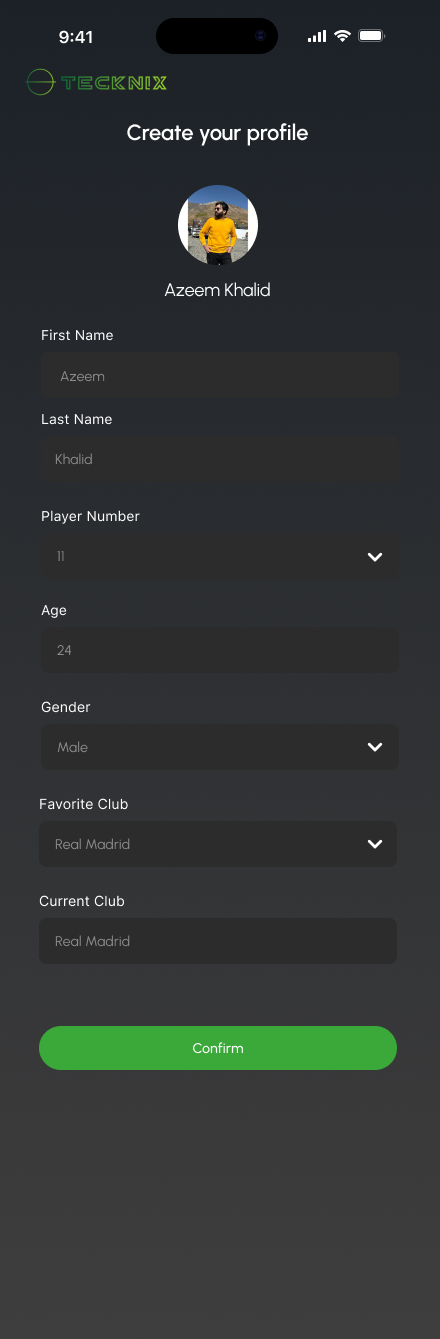 9:41
TECKNIX
Create your profile
Azeem Khalid
First Name
Azeem
Last Name
Khalid
Player Number
11
Age
24
Gender
Male
Favorite Club
Real Madrid
Current Club
Real Madrid
Confirm